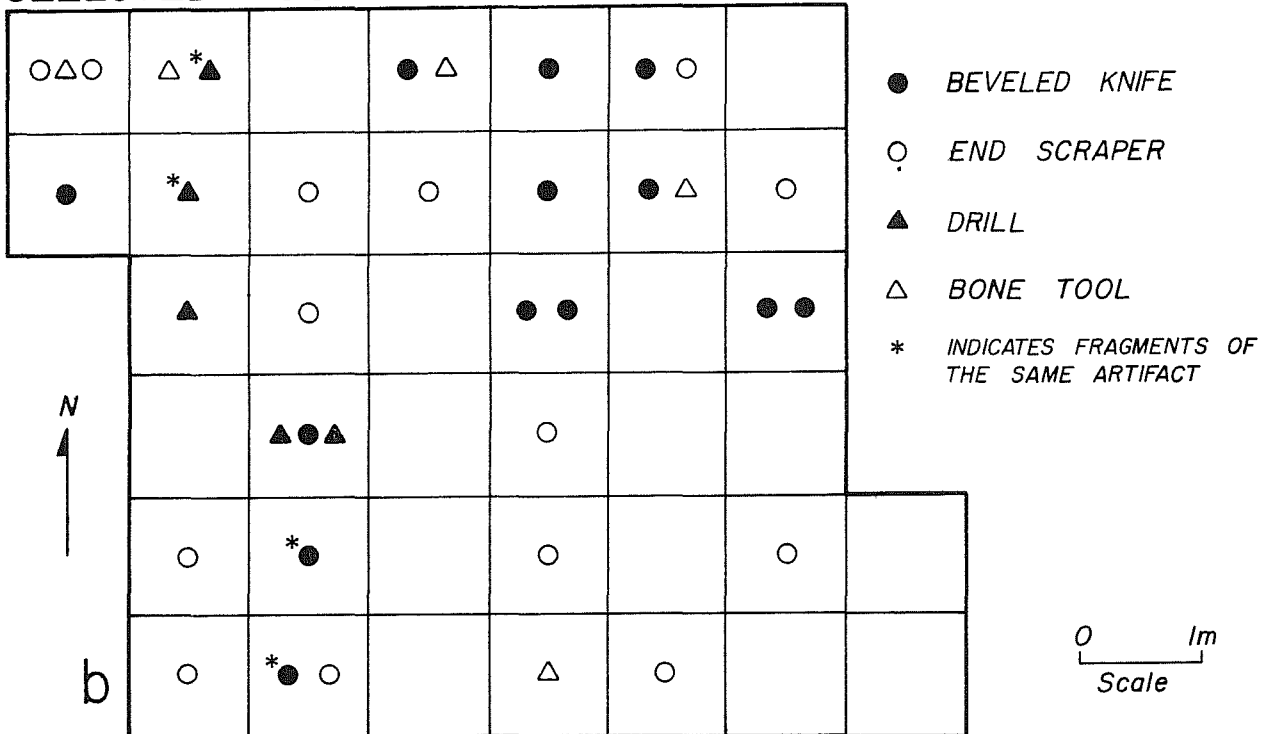 BEVELED KNIFE
END SCRAPER
DRILL
BONE TOOL
* INDICATES FRAGMENTS OF
THE SAME ARTIFACT
N
b
0 1m
Scale